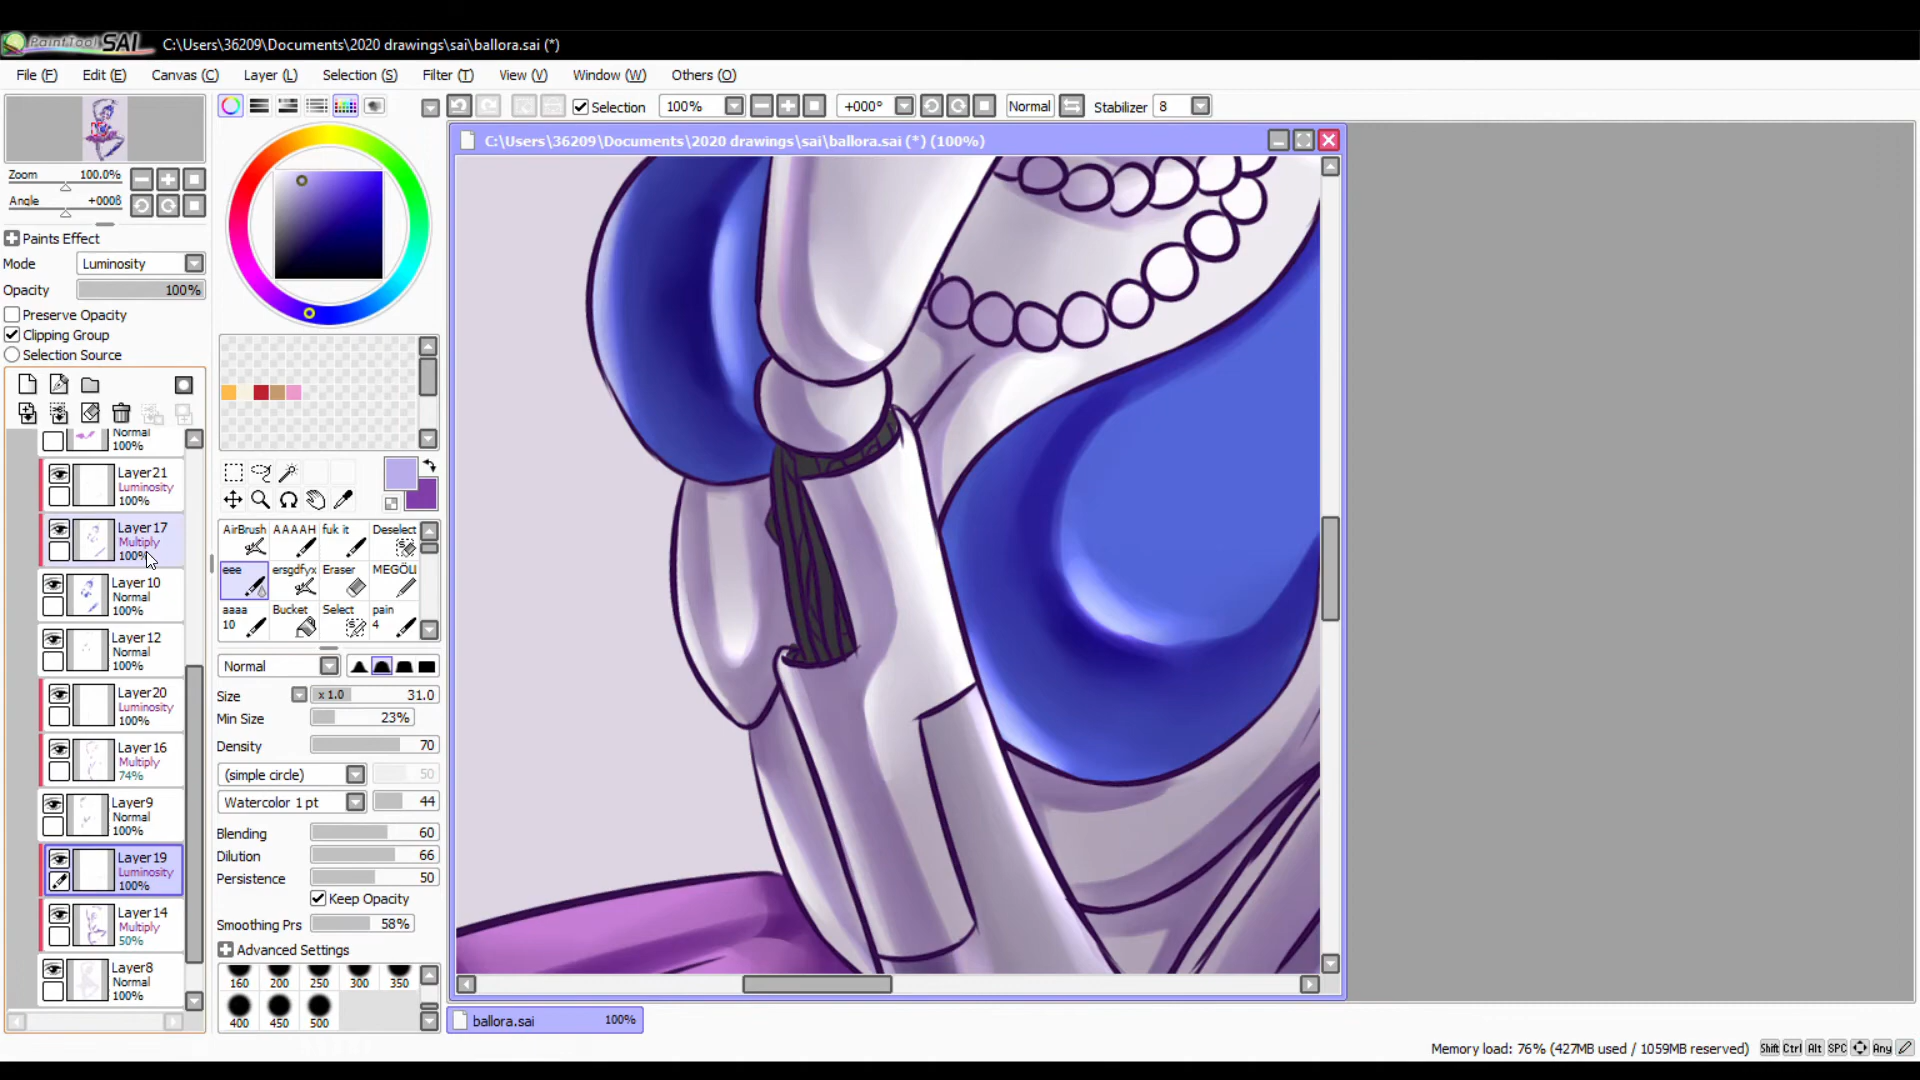 PaintTool SAI C:\Users\36209\Documents\2020 drawings\sai\ballora.sai (*)
File (F) Edit (E) Canvas (C) Layer (L) Selection (S) Filter (T) View (V) Window (W) Others (O)
Selection 100% +000° Normal Stabilizer 8
C:\Users\36209\Documents\2020 drawings\sai\ballora.sai (*) (100%)
Zoom 100.0%
Angle +000ß
Paints Effect
Mode Luminosity
Opacity 100%
Preserve Opacity
Clipping Group
Selection Source
Normal
100%
Layer21
Luminosity
100%
Layer17
Multiply
100%
Layer10
Normal
100%
Layer12
Normal
100%
Layer20
Luminosity
100%
Layer16
Multiply
74%
Layer9
Normal
100%
Layer19
Luminosity
100%
Layer14
Multiply
50%
Layer8
Normal
100%
AirBrush AAAAH fuk it Deselect
eee ersgdfyx Eraser MEGÖLI
aaaa Bucket Select pain
10 4
Normal
Size x 1.0 31.0
Min Size 23%
Density 70
(simple circle) 50
Watercolor 1 pt 44
Blending 60
Dilution 66
Persistence 50
Keep Opacity
Smoothing Prs 58%
Advanced Settings
160 200 250 300 350
400 450 500
ballora.sai 100%
Memory load: 76% (427MB used / 1059MB reserved) Shift Ctrl Alt SPC Any